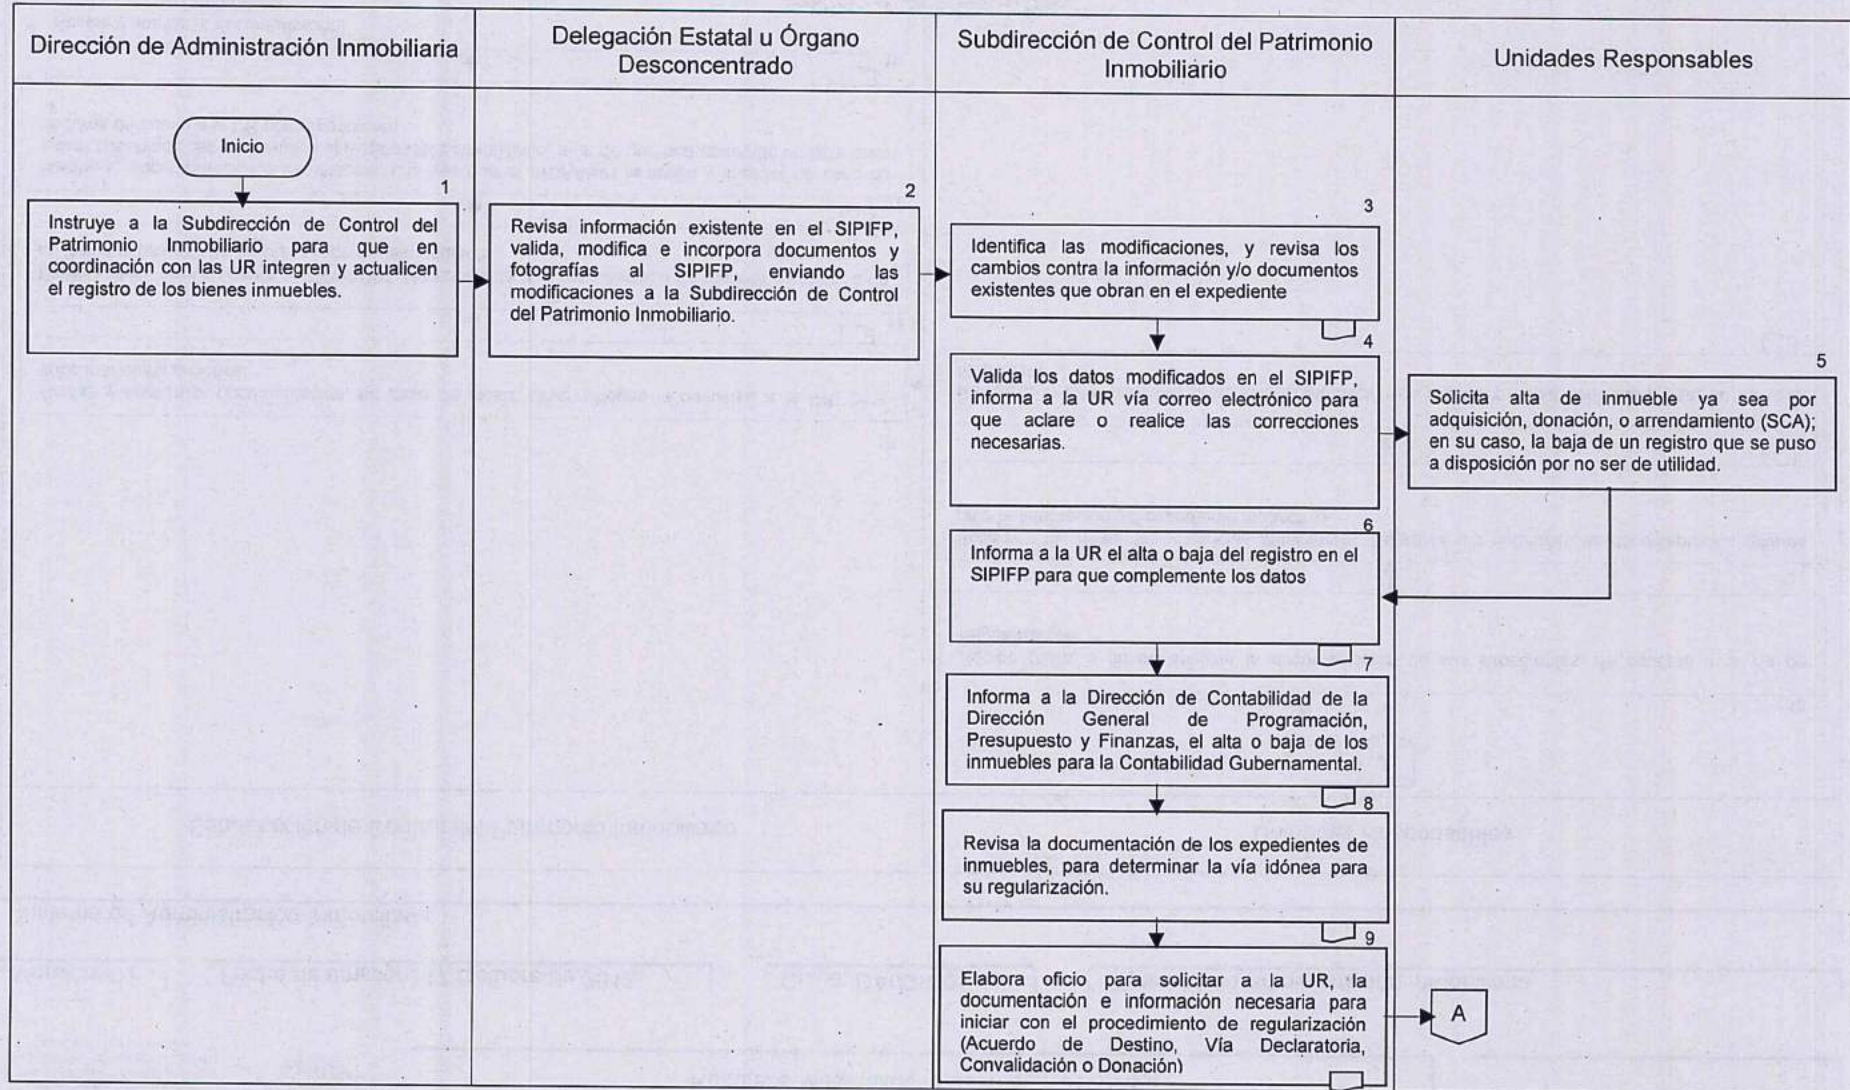 Dirección de Administración Inmobiliaria
Delegación Estatal u Órgano
Desconcentrado
Subdirección de Control del Patrimonio
Inmobiliario
Unidades Responsables
Inicio
1
Instruye a la Subdirección de Control del
Patrimonio Inmobiliario para que en
coordinación con las UR integren y actualicen
el registro de los bienes inmuebles.
2
Revisa información existente en el SIPIFP,
valida, modifica e incorpora documentos y
fotografías al SIPIFP, enviando las
modificaciones a la Subdirección de Control
del Patrimonio Inmobiliario.
3
Identifica las modificaciones, y revisa los
cambios contra la información y/o documentos
existentes que obran en el expediente
4
Valida los datos modificados en el SIPIFP,
informa a la UR vía correo electrónico para
que aclare o realice las correcciones
necesarias.
5
Solicita alta de inmueble ya sea por
adquisición, donación, o arrendamiento (SCA);
en su caso, la baja de un registro que se puso
a disposición por no ser de utilidad.
6
Informa a la UR el alta o baja del registro en el
SIPIFP para que complemente los datos
7
Informa a la Dirección de Contabilidad de la
Dirección General de Programación,
Presupuesto y Finanzas, el alta o baja de los
inmuebles para la Contabilidad Gubernamental.
8
Revisa la documentación de los expedientes de
inmuebles, para determinar la vía idónea para
su regularización.
9
Elabora oficio para solicitar a la UR, la
documentación e información necesaria para
iniciar con el procedimiento de regularización
(Acuerdo de Destino, Vía Declaratoria,
Convalidación o Donación)
A